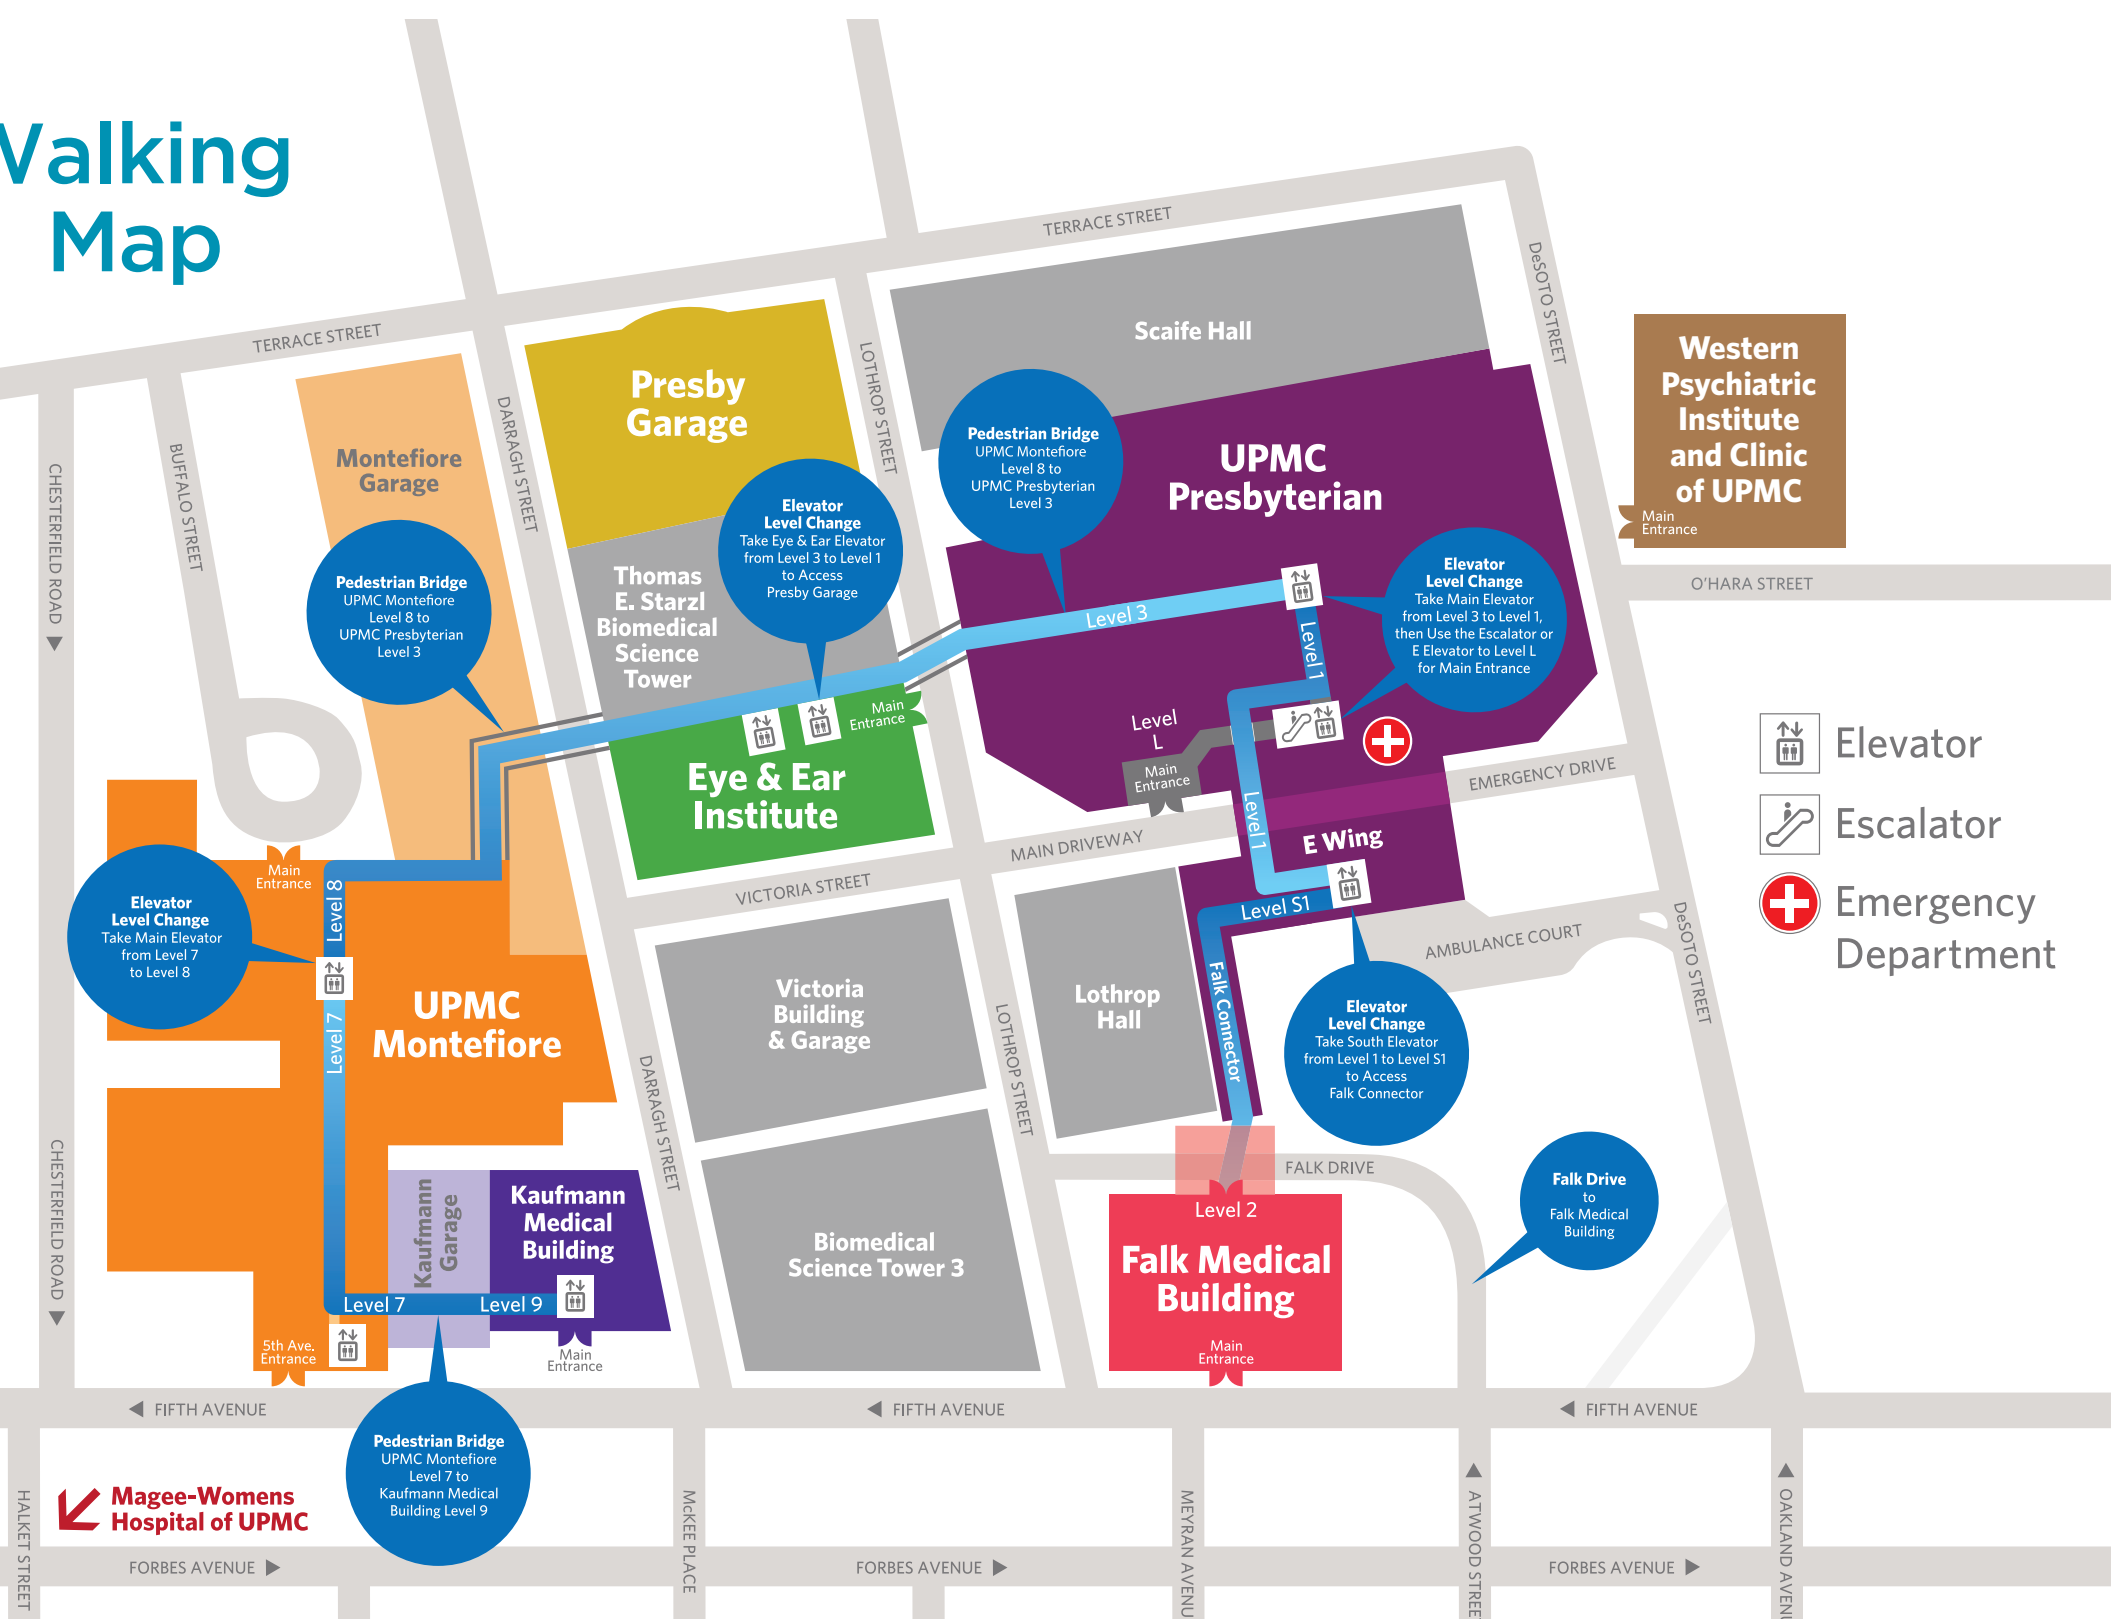 Walking
Map
TERRACE STREET
TERRACE STREET
DeSOTO STREET
LOTHROP STREET
DARRAGH STREET
BUFFALO STREET
CHESTERFIELD ROAD
Scaife Hall
Presby
Garage
Montefiore
Garage
Western
Psychiatric
Institute
and Clinic
of UPMC
Main
Entrance
O'HARA STREET
Pedestrian Bridge
UPMC Montefiore
Level 8 to
UPMC Presbyterian
Level 3
UPMC
Presbyterian
Elevator
Level Change
Take Eye & Ear Elevator
from Level 3 to Level 1
to Access
Presby Garage
Pedestrian Bridge
UPMC Montefiore
Level 8 to
UPMC Presbyterian
Level 3
Thomas
E. Starzl
Biomedical
Science
Tower
Elevator
Level Change
Take Main Elevator
from Level 3 to Level 1,
then Use the Escalator or
E Elevator to Level L
for Main Entrance
Level 3
Level 1
Level
L
Main
Entrance
Main
Entrance
Eye & Ear
Institute
EMERGENCY DRIVE
Level 1
E Wing
MAIN DRIVEWAY
VICTORIA STREET
Elevator
Escalator
Emergency
Department
Main
Entrance
Level 8
Elevator
Level Change
Take Main Elevator
from Level 7
to Level 8
Level 7
UPMC
Montefiore
Level S1
Falk Connector
AMBULANCE COURT
DeSOTO STREET
Victoria
Building
& Garage
Lothrop
Hall
LOTHROP STREET
Elevator
Level Change
Take South Elevator
from Level 1 to Level S1
to Access
Falk Connector
DARRAGH STREET
CHESTERFIELD ROAD
FALK DRIVE
Falk Drive
to
Falk Medical
Building
Kaufmann
Garage
Kaufmann
Medical
Building
Level 2
Falk Medical
Building
Main
Entrance
Biomedical
Science Tower 3
Level 7
Level 9
5th Ave.
Entrance
Main
Entrance
FIFTH AVENUE
FIFTH AVENUE
FIFTH AVENUE
Pedestrian Bridge
UPMC Montefiore
Level 7 to
Kaufmann Medical
Building Level 9
Magee-Womens
Hospital of UPMC
HALKET STREET
McKEE PLACE
MEYRAN AVENU
ATWOOD STREE
OAKLAND AVENU
FORBES AVENUE
FORBES AVENUE
FORBES AVENUE